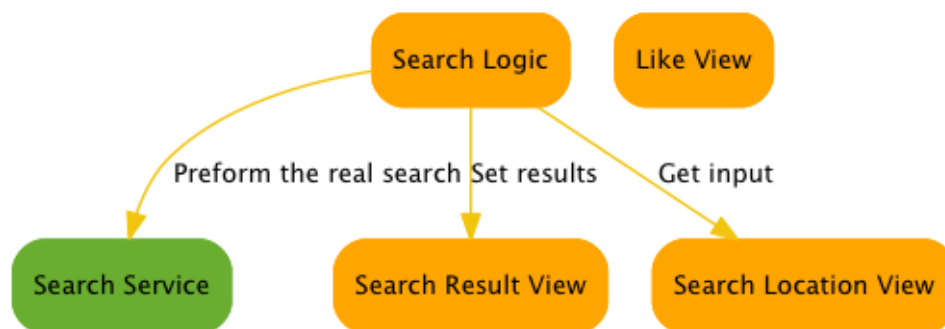 Search Logic
Like View
Preform the real search
Set results
Get input
Search Service
Search Result View
Search Location View